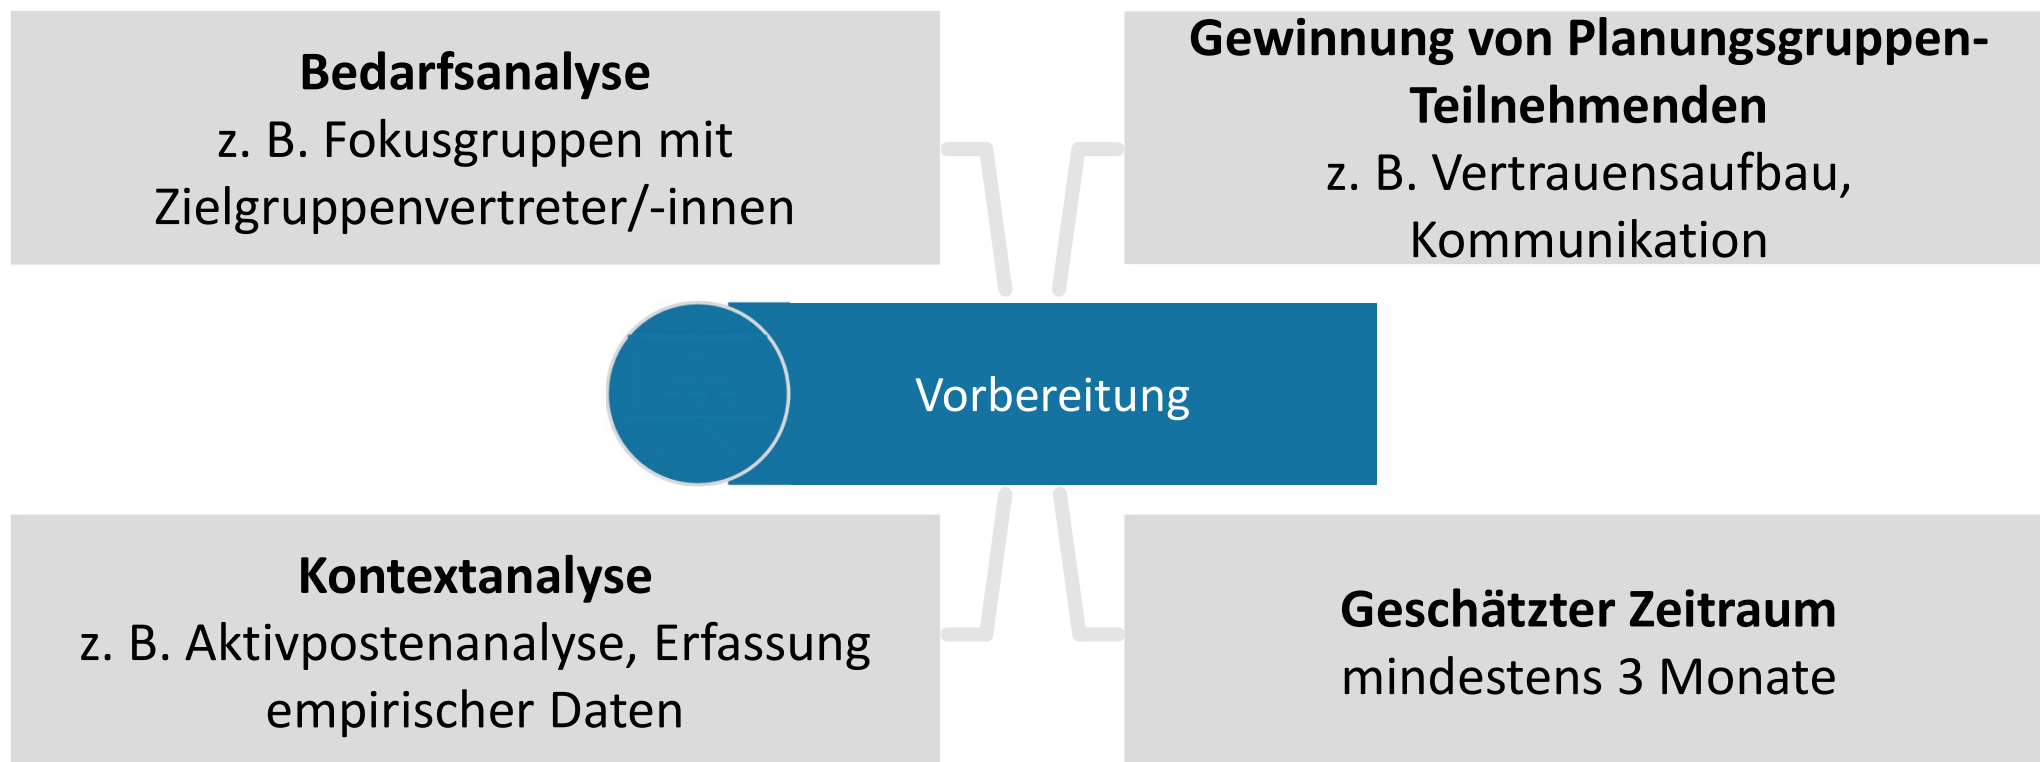 Bedarfsanalyse
z. B. Fokusgruppen mit
Zielgruppenvertreter/-innen
Gewinnung von Planungsgruppen-
Teilnehmenden
z. B. Vertrauensaufbau,
Kommunikation
Vorbereitung
Kontextanalyse
z. B. Aktivpostenanalyse, Erfassung
empirischer Daten
Geschätzter Zeitraum
mindestens 3 Monate